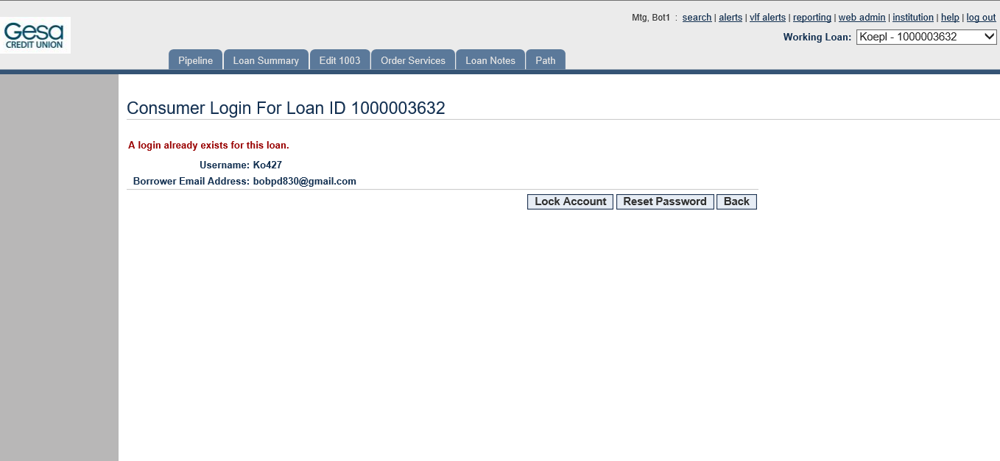 Mtg, Bot1 : search | alerts | vlf alerts | reporting | web admin | institution | help | log out
Gesa
CREDIT UNION
Working Loan: Koepl - 1000003632
Pipeline Loan Summary Edit 1003 Order Services Loan Notes Path
Consumer Login For Loan ID 1000003632
A login already exists for this loan.
Username: Ko427
Borrower Email Address: bobpd830@gmail.com
Lock Account Reset Password Back